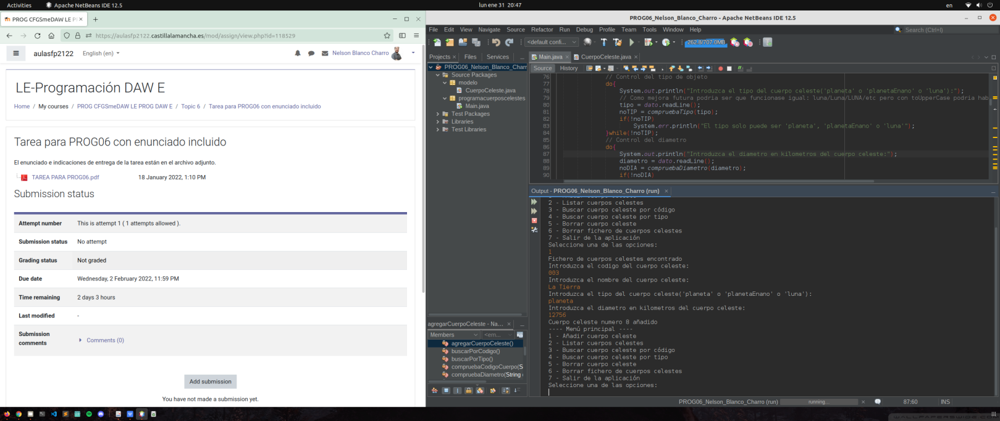 Activities
Apache NetBeans IDE 12.5
lun ene 31 20:47
en
PROG CFGSmeDAW LE P
https://aulasfp2122.castillalamancha.es/mod/assign/view.php?id=118529
aulasfp2122
English (en)
Nelson Blanco Charro
LE-Programación DAW E
Home / My courses / PROG CFGSmeDAW LE PROG DAW E / Topic 6 / Tarea para PROG06 con enunciado incluido
Tarea para PROG06 con enunciado incluido
El enunciado e indicaciones de entrega de la tarea están en el archivo adjunto.
TAREA PARA PROG06.pdf 18 January 2022, 1:10 PM
Submission status
Attempt number This is attempt 1 ( 1 attempts allowed ).
Submission status No attempt
Grading status Not graded
Due date Wednesday, 2 February 2022, 11:59 PM
Time remaining 2 days 3 hours
Last modified -
Submission comments
Comments (0)
Add submission
You have not made a submission yet.
PROG06_Nelson_Blanco_Charro - Apache NetBeans IDE 12.5
File Edit View Navigate Source Refactor Run Debug Profile Team Tools Window Help
Search (Ctrl+I)
<default confi...
262.8/707.0MB
Projects Files Services
PROG06_Nelson_Blanco_Charr
Source Packages
modelo
CuerpoCeleste.java
programacuerposcelestes
Main.java
Test Packages
Libraries
Test Libraries
Main.java CuerpoCeleste.java
Source History
76 // Control del tipo de objeto
77 do{
78 System.out.println("Introduzca el tipo del cuerpo celeste('planeta' o 'planetaEnano' o 'luna'):");
79 // Como mejora futura podria ser que funcionase igual: luna/Luna/LUNA/etc pero con toUpperCase podria hab
80 tipo = dato.readLine();
81 noTIP = compruebaTipo(tipo);
82 if(!noTIP)
83 System.err.println("El tipo solo puede ser 'planeta', 'planetaEnano' o 'luna'");
84 }while(!noTIP);
85 // Control del diametro
86 do{
87 System.out.println("Introduzca el diametro en kilometros del cuerpo celeste:");
88 diametro = dato.readLine();
89 noDIA = compruebaDiametro(diametro);
90 if(!noDIA)
Output - PROG06_Nelson_Blanco_Charro (run)
2 - Listar cuerpos celestes
3 - Buscar cuerpo celeste por código
4 - Buscar cuerpo celeste por tipo
5 - Borrar cuerpo celeste
6 - Borrar fichero de cuerpos celestes
7 - Salir de la aplicación
Seleccione una de las opciones:
1
Fichero de cuerpos celestes encontrado
Introduzca el codigo del cuerpo celeste:
003
Introduzca el nombre del cuerpo celeste:
La Tierra
Introduzca el tipo del cuerpo celeste('planeta' o 'planetaEnano' o 'luna'):
planeta
Introduzca el diametro en kilometros del cuerpo celeste:
12756
Cuerpo celeste numero 8 añadido
---- Menú principal ----
1 - Añadir cuerpo celeste
2 - Listar cuerpos celestes
3 - Buscar cuerpo celeste por código
4 - Buscar cuerpo celeste por tipo
5 - Borrar cuerpo celeste
6 - Borrar fichero de cuerpos celestes
7 - Salir de la aplicación
Seleccione una de las opciones:
agregarCuerpoCeleste - Na...
Members <em...
agregarCuerpoCeleste()
buscarPorCodigo()
buscarPorTipo()
compruebaCodigoCuerpo(S
compruebaDiametro(String
PROG06_Nelson_Blanco_Charro (run) running... 87:60 INS